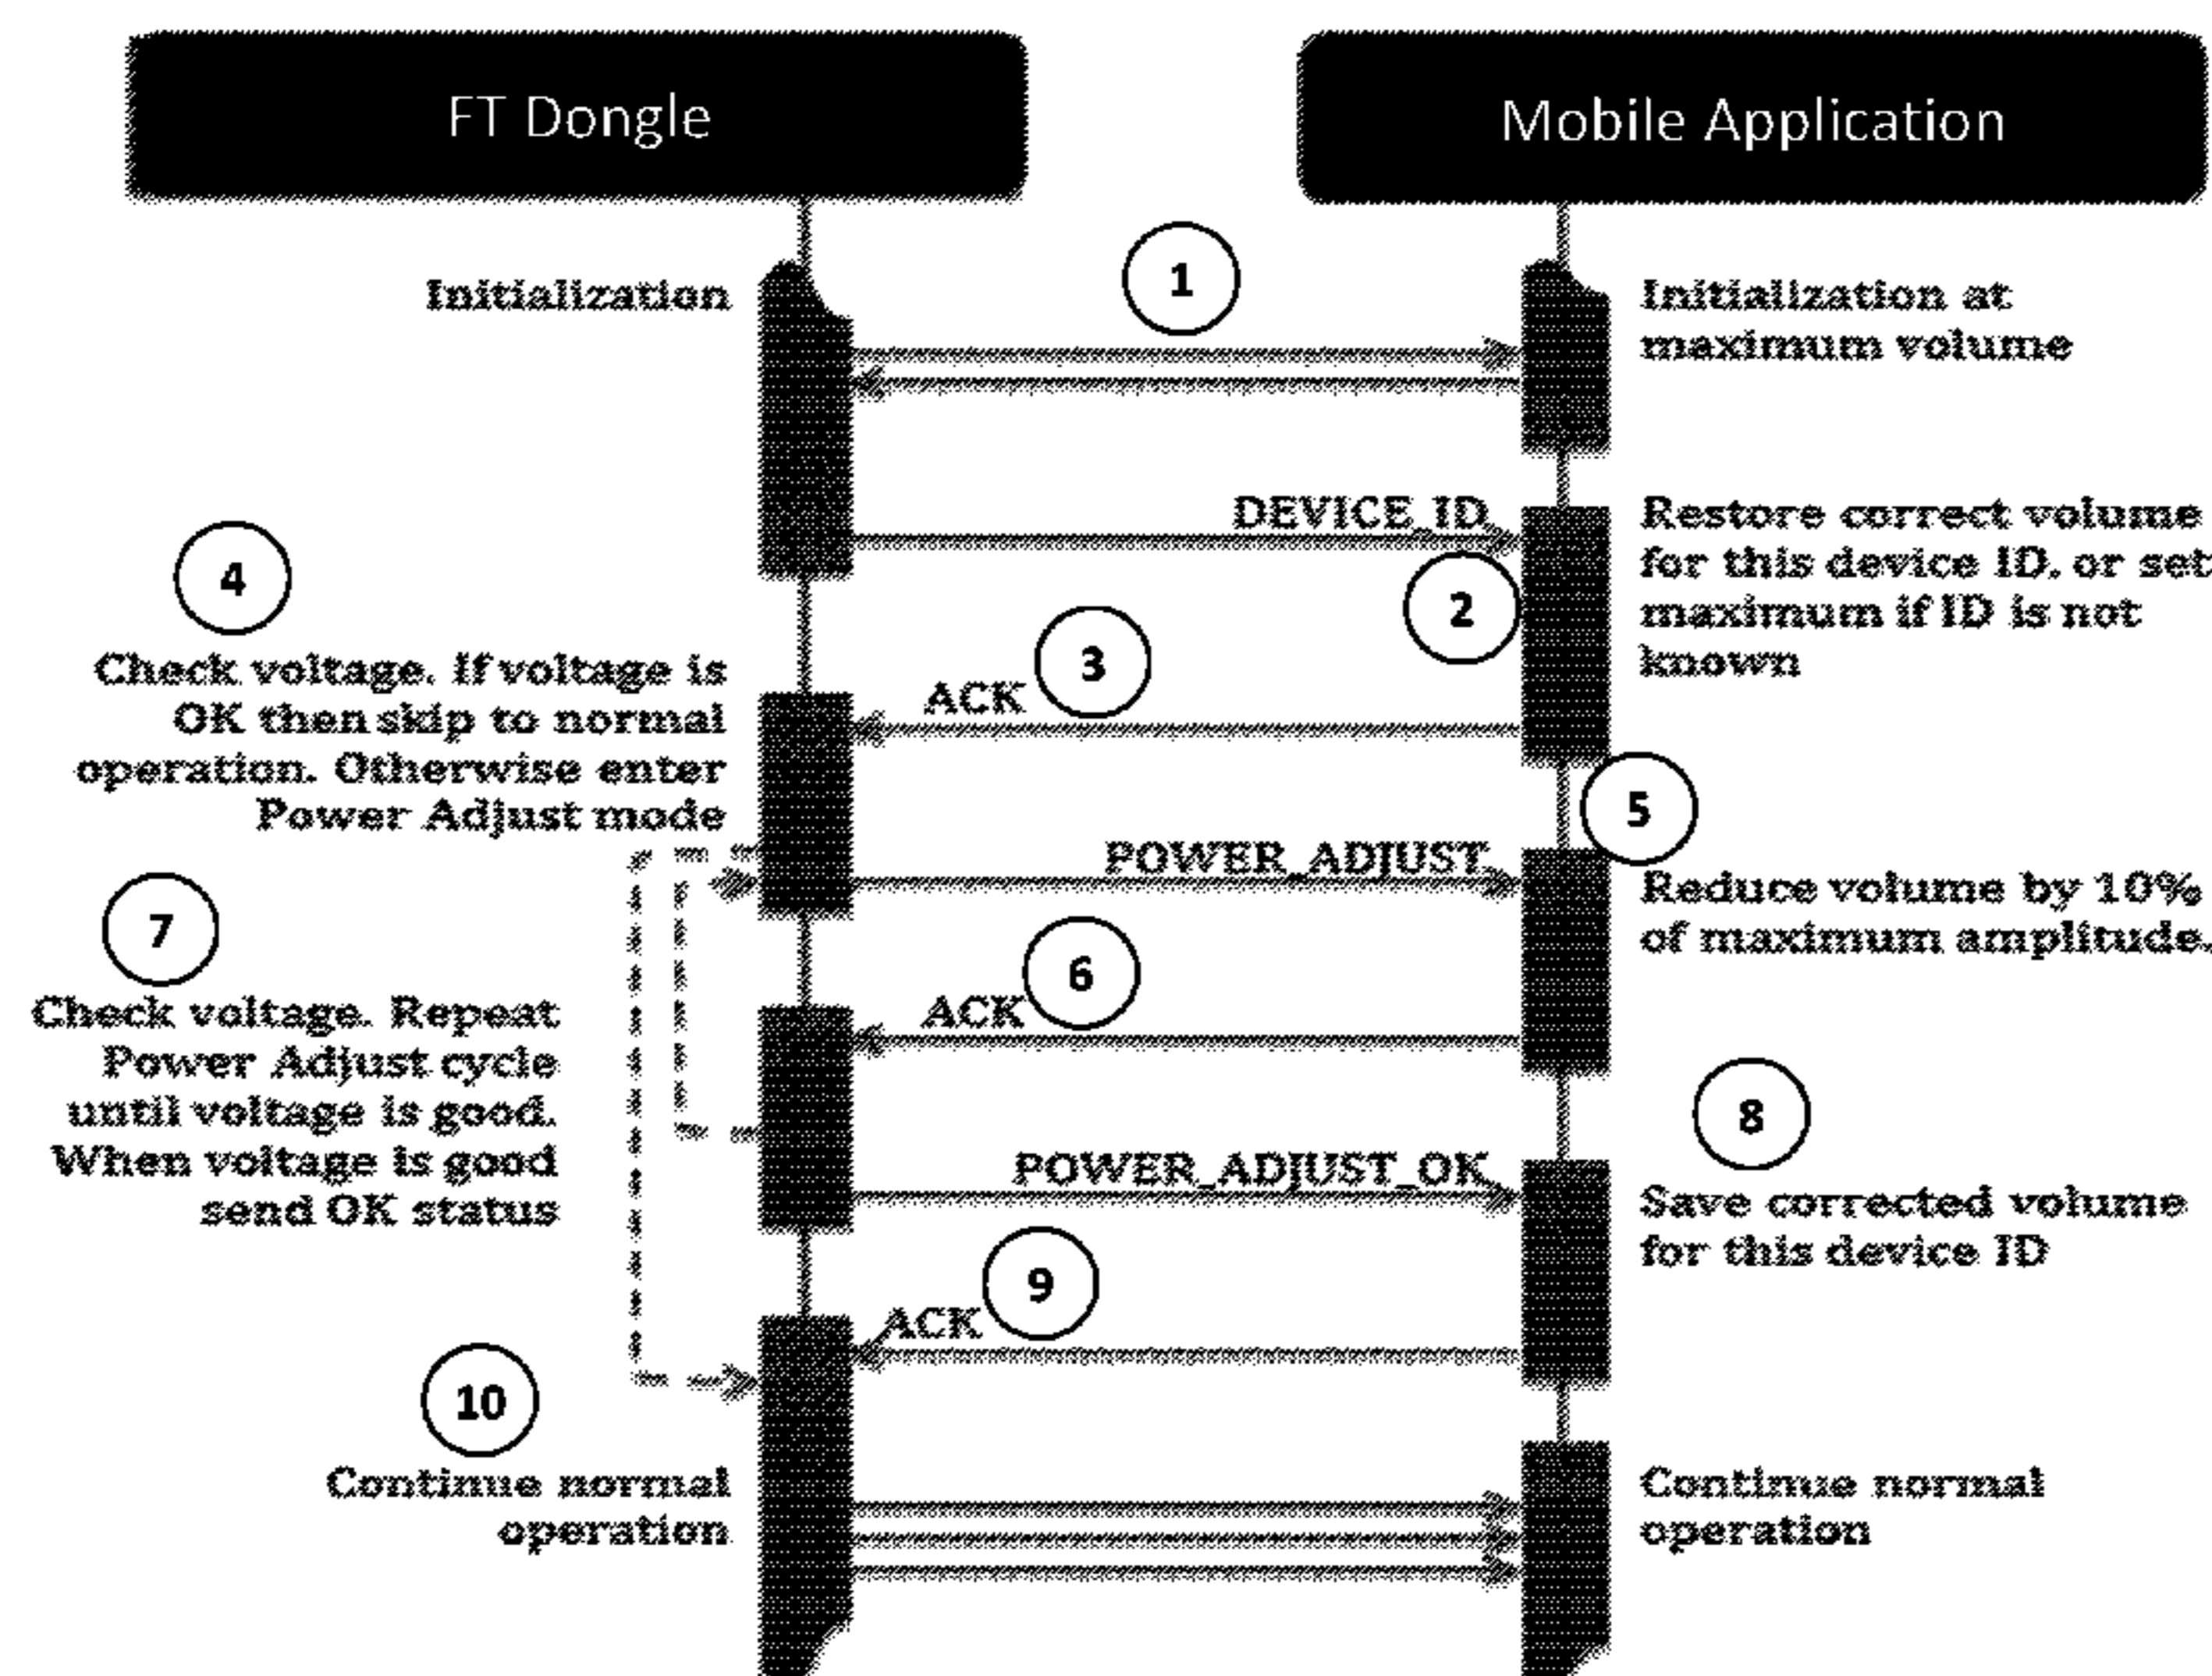 FT Dongle
Mobile Application
1
Initialization
Initialization at
maximum volume
DEVICE_ID
2
Restore correct volume
for this device ID, or set
maximum if ID is not
known
3
ACK
4
Check voltage. If voltage is
OK then skip to normal
operation. Otherwise enter
Power Adjust mode
5
POWER_ADJUST
Reduce volume by 10%
of maximum amplitude.
6
ACK
7
Check voltage. Repeat
Power Adjust cycle
until voltage is good.
When voltage is good
send OK status
8
POWER_ADJUST_OK
Save corrected volume
for this device ID
9
ACK
10
Continue normal
operation
Continue normal
operation